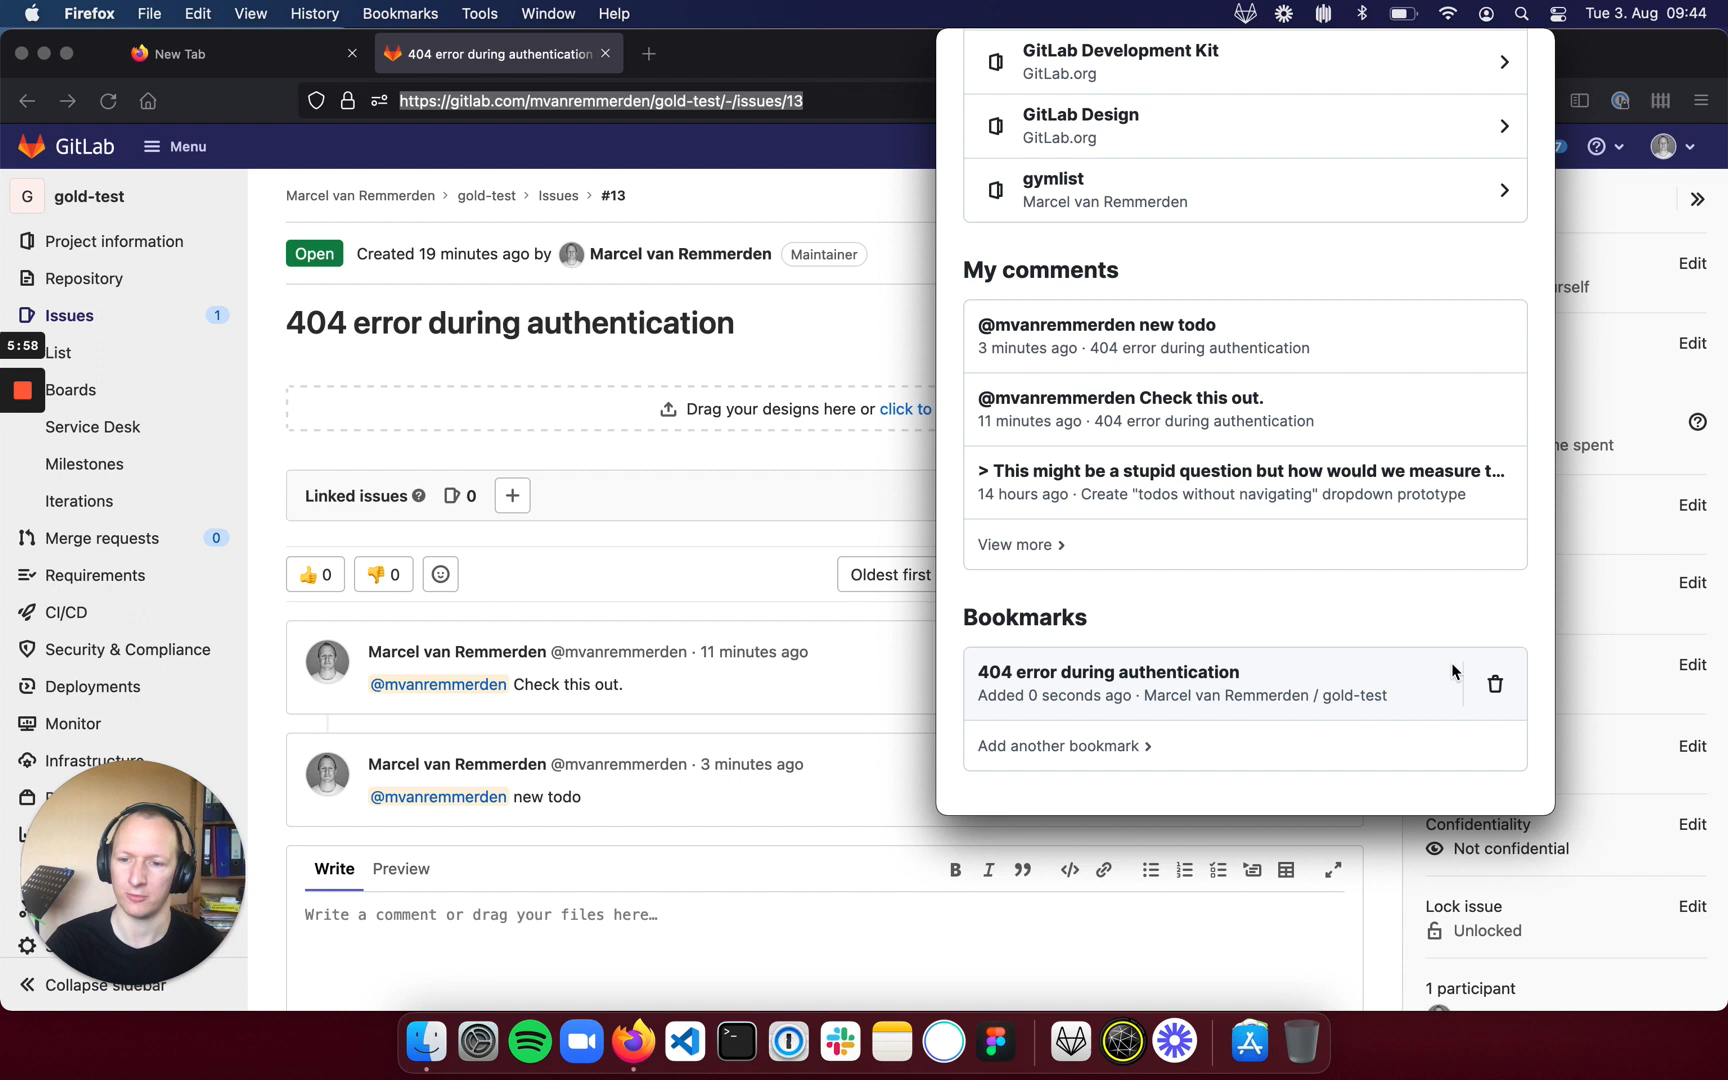 Firefox File Edit View History Bookmarks Tools Window Help Tue 3. Aug 09:44
New Tab
404 error during authentication
https://gitlab.com/mvanremmerden/gold-test/-/issues/13
GitLab Menu
7
G gold-test
Project information
Repository
Issues 1
5:58
List
Boards
Service Desk
Milestones
Iterations
Merge requests 0
Requirements
CI/CD
Security & Compliance
Deployments
Monitor
Infrastructure
Collapse sidebar
Marcel van Remmerden › gold-test › Issues › #13
Open Created 19 minutes ago by Marcel van Remmerden Maintainer
404 error during authentication
Drag your designs here or click to
Linked issues 0
👍 0 👎 0
Oldest first
Marcel van Remmerden @mvanremmerden · 11 minutes ago
@mvanremmerden Check this out.
Marcel van Remmerden @mvanremmerden · 3 minutes ago
@mvanremmerden new todo
Write Preview
Write a comment or drag your files here…
GitLab Development Kit
GitLab.org
GitLab Design
GitLab.org
gymlist
Marcel van Remmerden
My comments
@mvanremmerden new todo
3 minutes ago · 404 error during authentication
@mvanremmerden Check this out.
11 minutes ago · 404 error during authentication
> This might be a stupid question but how would we measure t...
14 hours ago · Create "todos without navigating" dropdown prototype
View more ›
Bookmarks
404 error during authentication
Added 0 seconds ago · Marcel van Remmerden / gold-test
Add another bookmark ›
Edit
Edit
spent
Edit
Edit
Edit
Edit
Confidentiality Edit
Not confidential
Lock issue Edit
Unlocked
1 participant